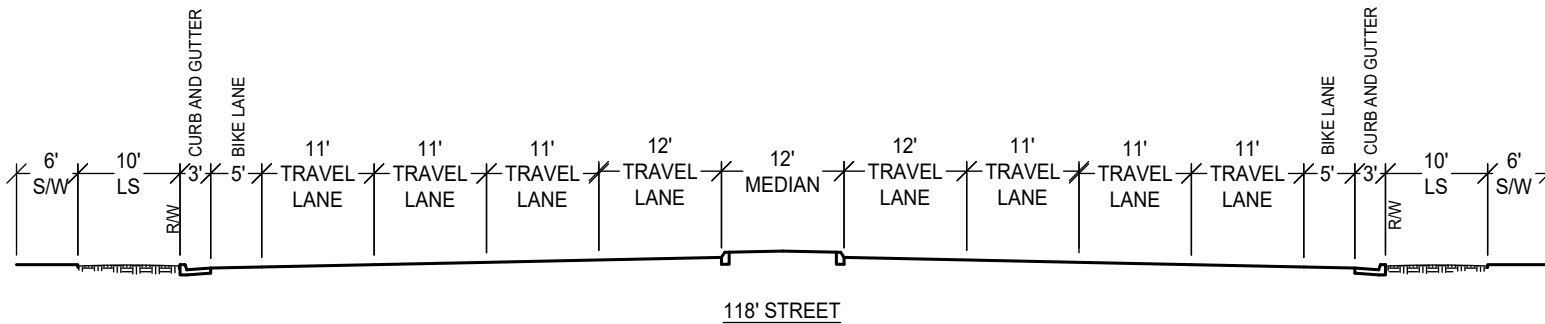 6'
S/W
10'
LS
R/W
3'
CURB AND GUTTER
5'
BIKE LANE
11'
TRAVEL
LANE
11'
TRAVEL
LANE
11'
TRAVEL
LANE
12'
TRAVEL
LANE
12'
MEDIAN
12'
TRAVEL
LANE
11'
TRAVEL
LANE
11'
TRAVEL
LANE
11'
TRAVEL
LANE
5'
BIKE LANE
3'
CURB AND GUTTER
R/W
10'
LS
6'
S/W
118' STREET